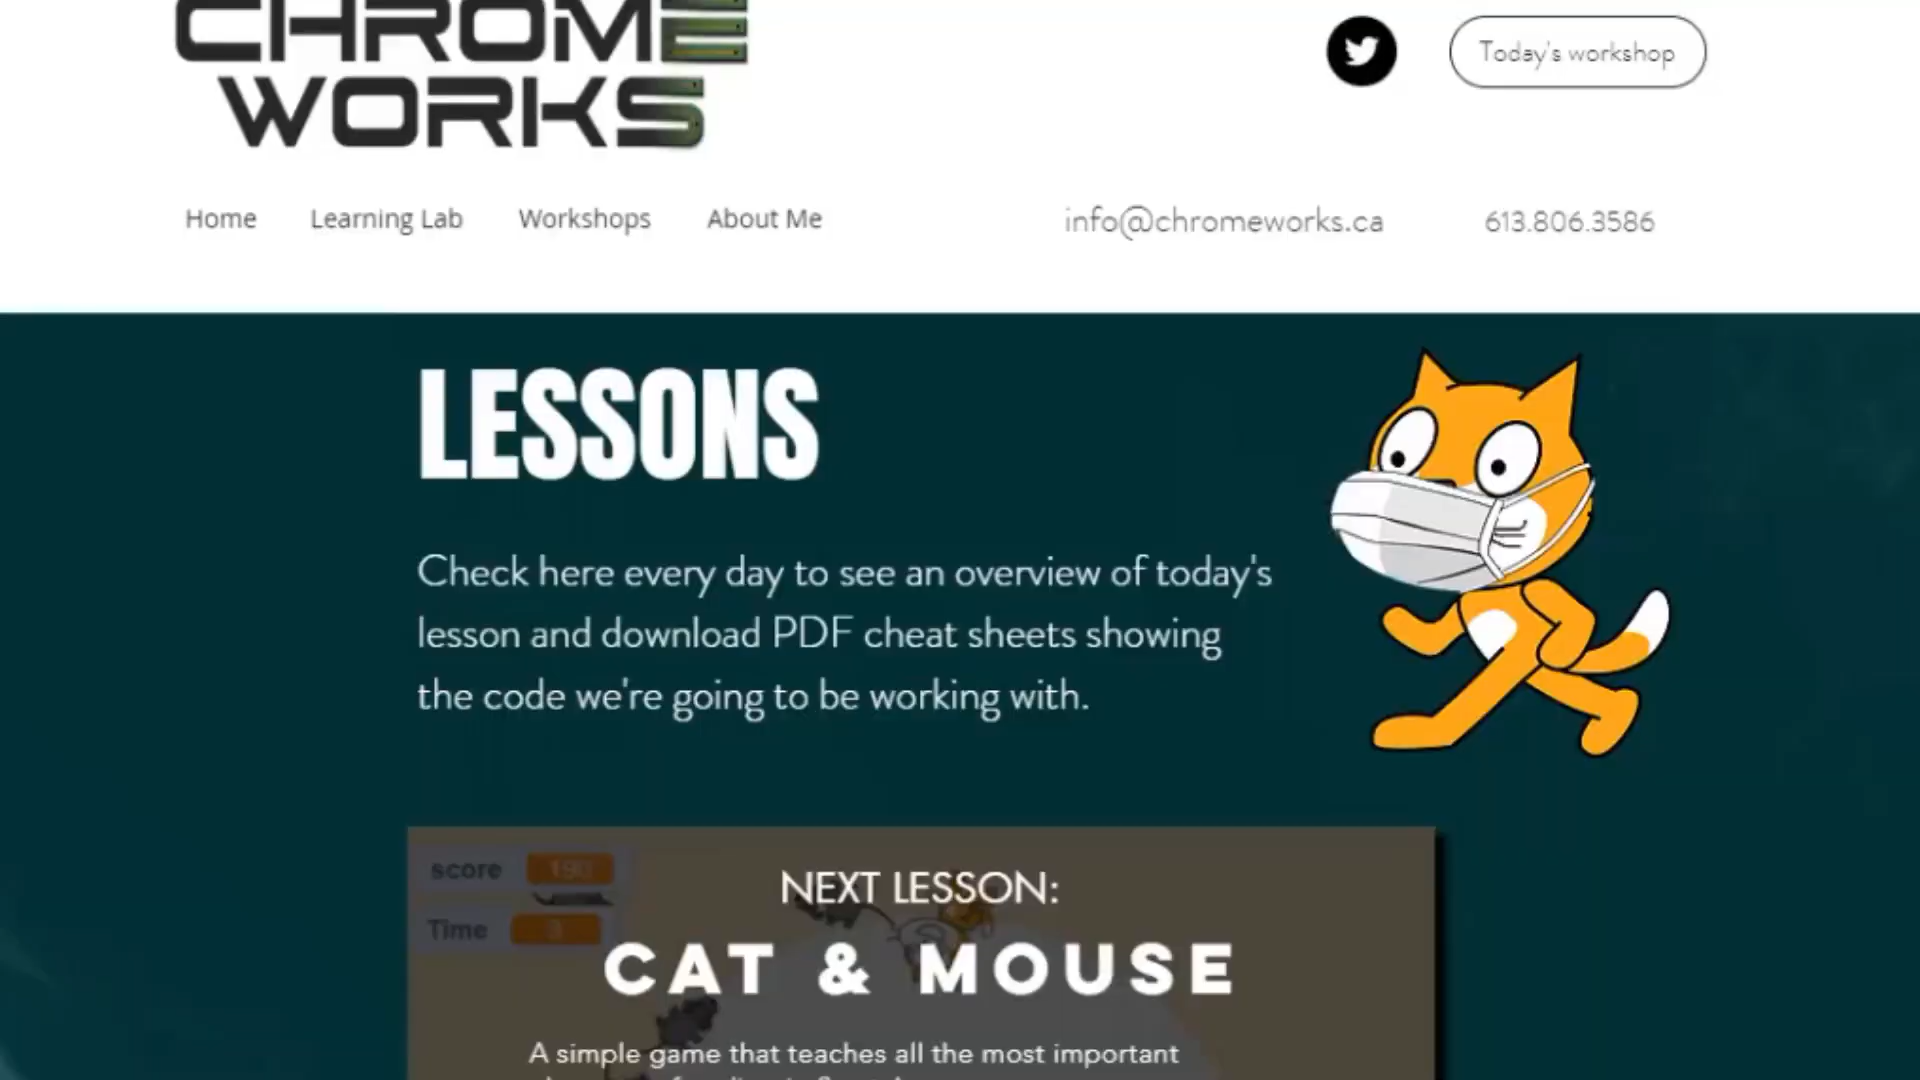 CHROME
WORKS
Today's workshop
Home Learning Lab Workshops About Me
info@chromeworks.ca 613.806.3586
LESSONS
Check here every day to see an overview of today's
lesson and download PDF cheat sheets showing
the code we're going to be working with.
score 190
Time
NEXT LESSON:
CAT & MOUSE
A simple game that teaches all the most important